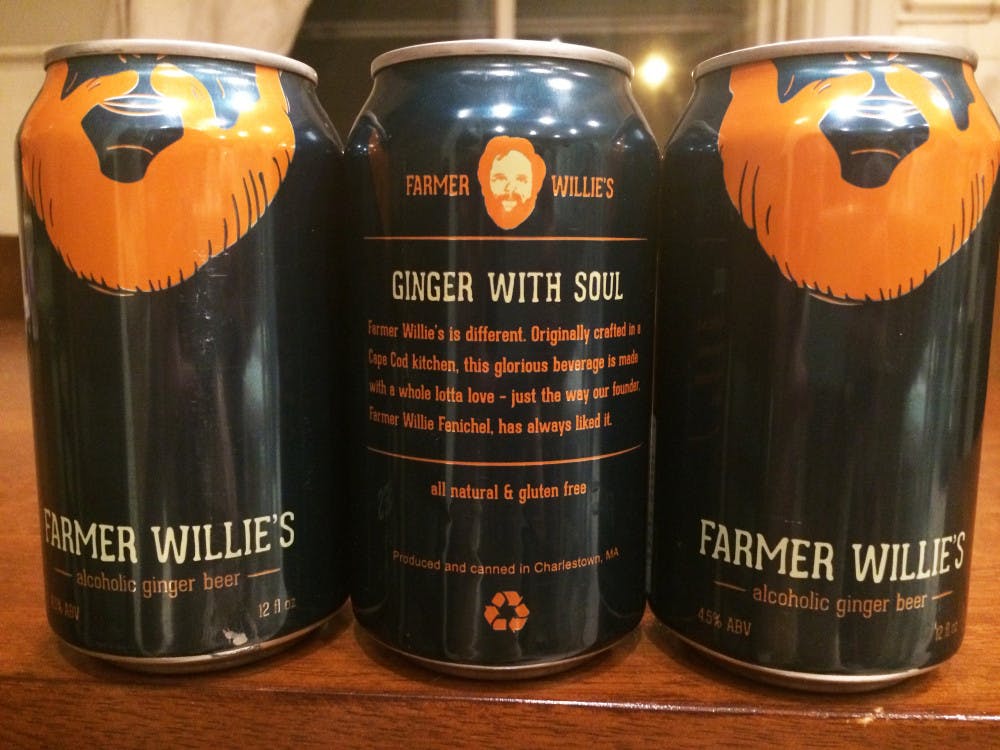 FARMER WILLIE'S
alcoholic ginger beer
ABV 12 fl oz
FARMER WILLIE'S
GINGER WITH SOUL
Farmer Willie's is different. Originally crafted in a
Cape Cod kitchen, this glorious beverage is made
with a whole lotta love – just the way our founder,
Farmer Willie Fenichel, has always liked it.
all natural & gluten free
Produced and canned in Charlestown, MA
FARMER WILLIE'S
alcoholic ginger beer
4.5% ABV 12 fl oz